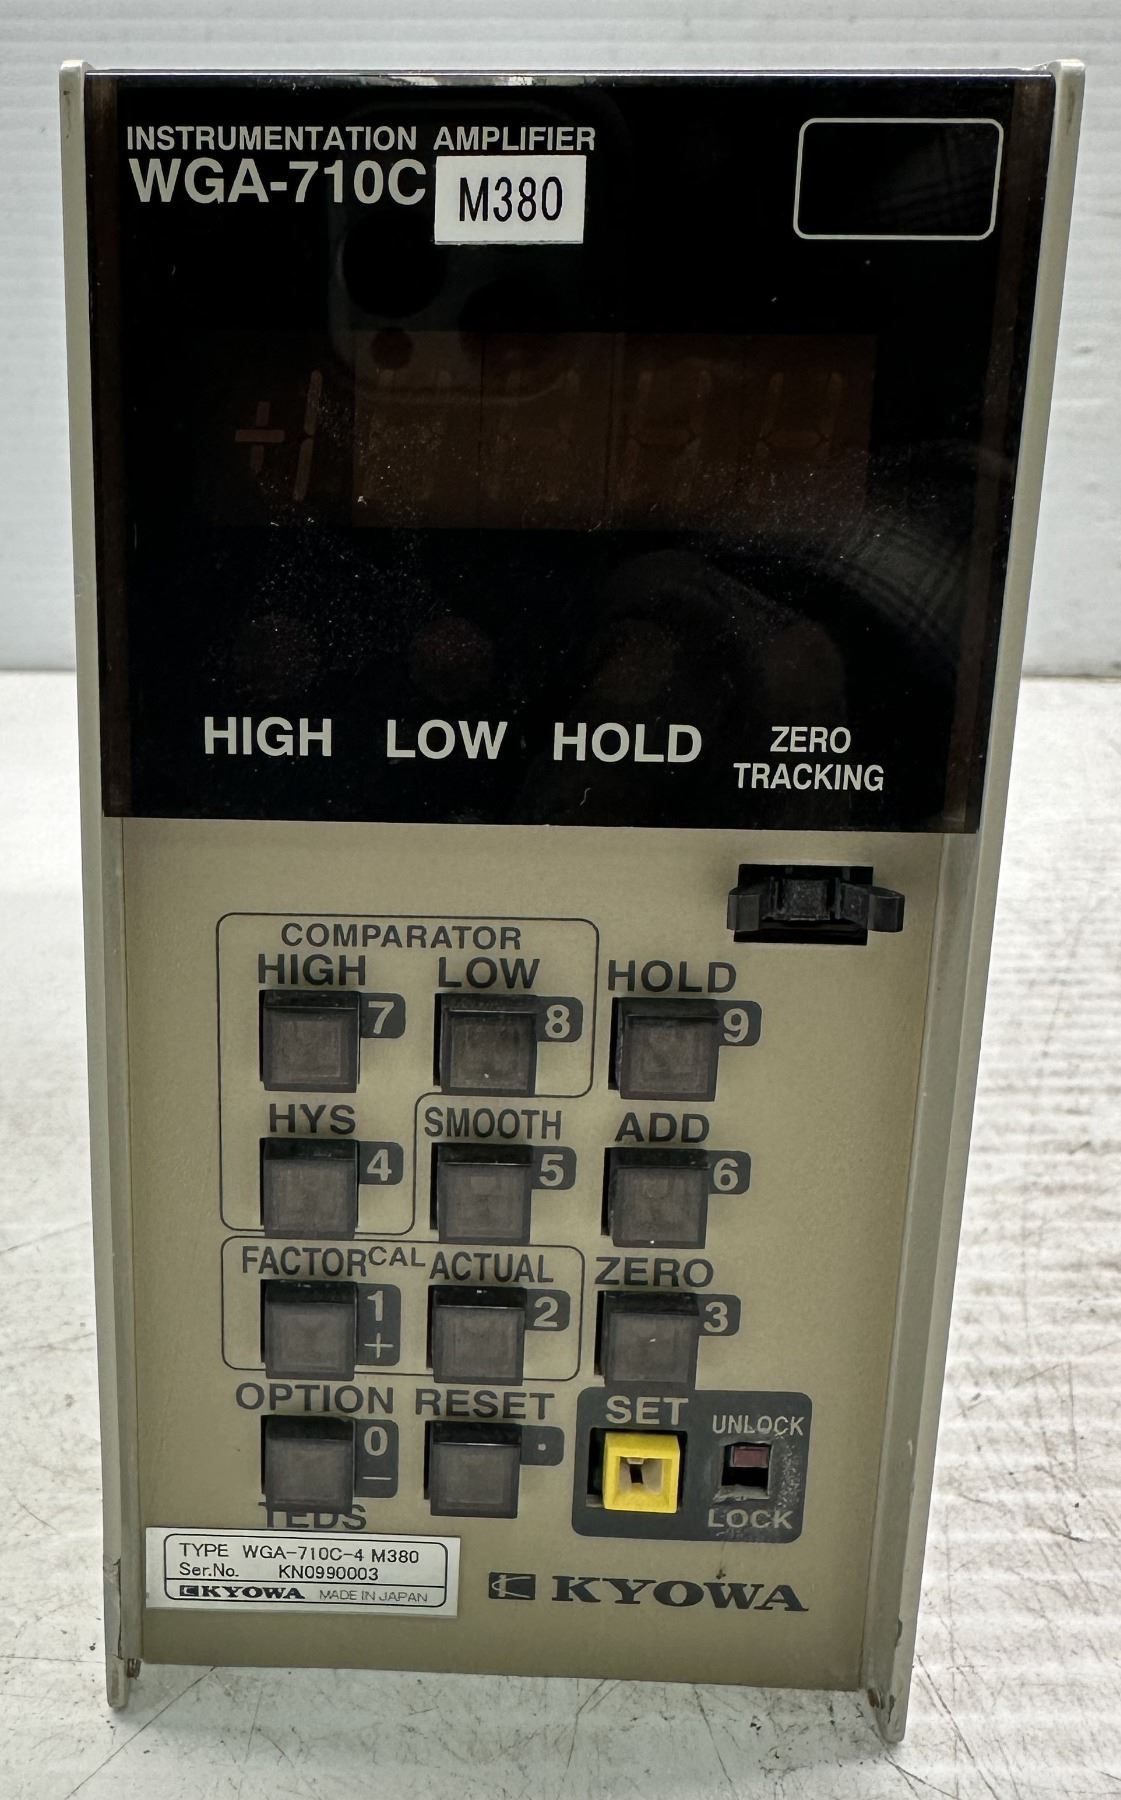 INSTRUMENTATION AMPLIFIER
WGA-710C M380
HIGH LOW HOLD ZERO TRACKING
COMPARATOR
HIGH LOW HOLD
7 8 9
HYS SMOOTH ADD
4 5 6
FACTOR CAL ACTUAL ZERO
1 2 3
+
OPTION RESET SET UNLOCK
0 .
–
LOCK
TEDS
TYPE WGA-710C-4 M380
Ser.No. KN0990003
KYOWA MADE IN JAPAN
KYOWA